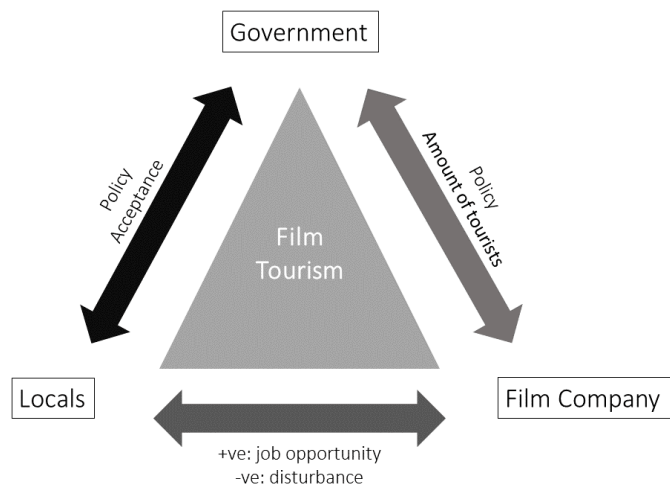 Government
Policy
Acceptance
Policy
Amount of tourists
Film
Tourism
Locals
Film Company
+ve: job opportunity
-ve: disturbance